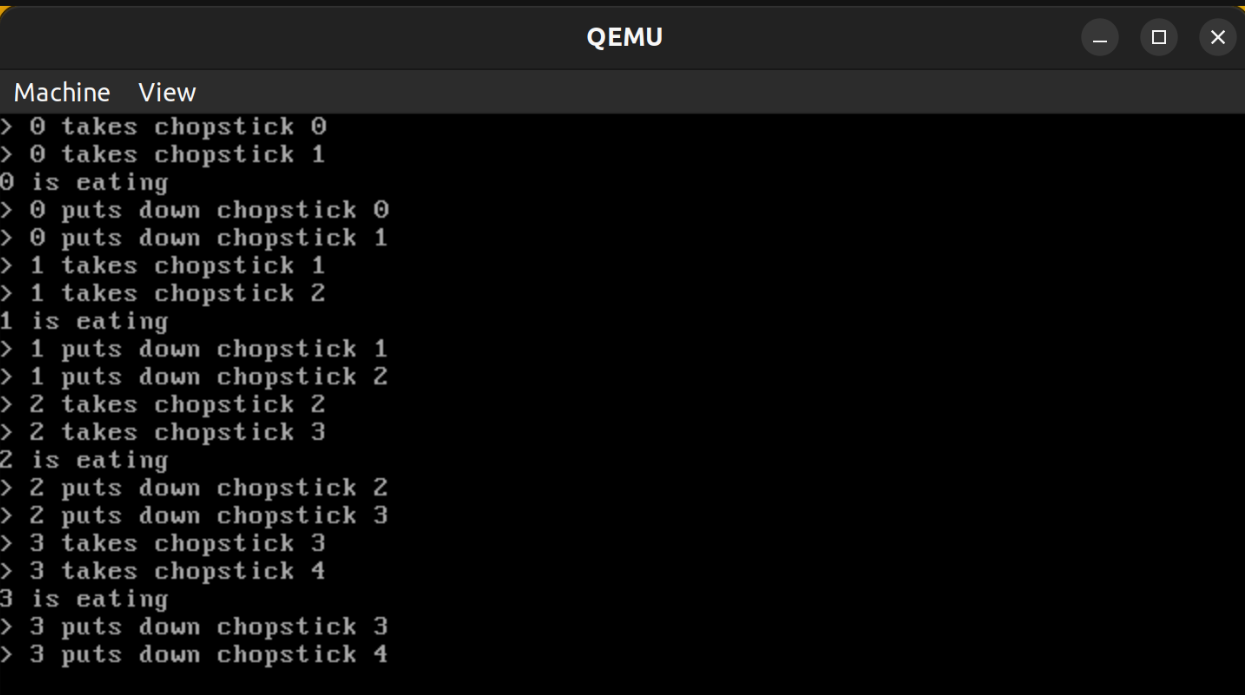 QEMU
Machine View
> 0 takes chopstick 0
> 0 takes chopstick 1
0 is eating
> 0 puts down chopstick 0
> 0 puts down chopstick 1
> 1 takes chopstick 1
> 1 takes chopstick 2
1 is eating
> 1 puts down chopstick 1
> 1 puts down chopstick 2
> 2 takes chopstick 2
> 2 takes chopstick 3
2 is eating
> 2 puts down chopstick 2
> 2 puts down chopstick 3
> 3 takes chopstick 3
> 3 takes chopstick 4
3 is eating
> 3 puts down chopstick 3
> 3 puts down chopstick 4